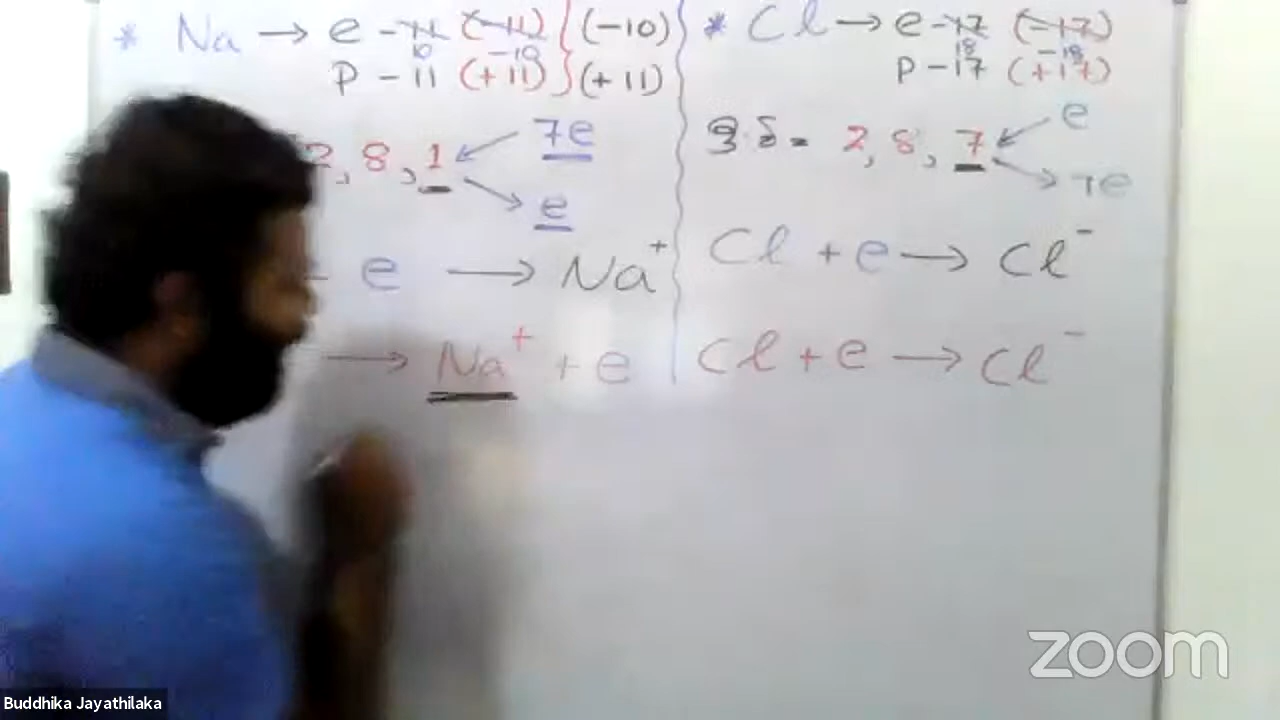 * Na → e - 11 (-11) (-10)
10 -10
P - 11 (+11) (+11)
2, 8, 1
7e
e
e → Na⁺
→ Na⁺ + e
* Cl → e - 17 (-17)
18 -18
P - 17 (+17)
= 2, 8, 7
e
7e
Cl + e → Cl⁻
Cl + e → Cl⁻
zoom
Buddhika Jayathilaka